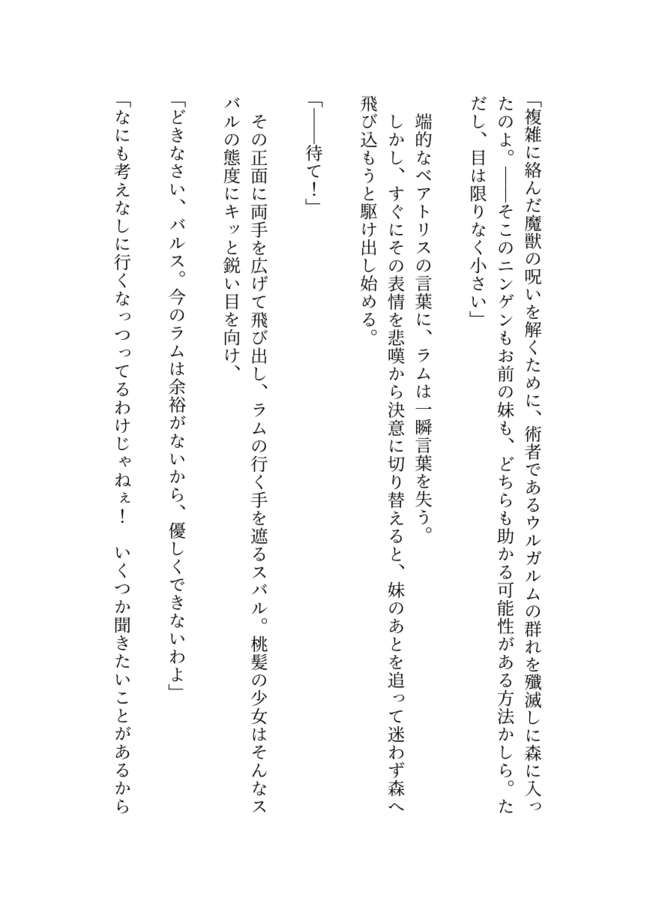 「複雑に絡んだ魔獣の呪いを解くために、術者であるウルガルムの群れを殲滅しに森に入っ
たのよ。――そこのニンゲンもお前の妹も、どちらも助かる可能性がある方法かしら。た
だし、目は限りなく小さい」
端的なベアトリスの言葉に、ラムは一瞬言葉を失う。
しかし、すぐにその表情を悲嘆から決意に切り替えると、妹のあとを追って迷わず森へ
飛び込もうと駆け出し始める。
「――待て！」
その正面に両手を広げて飛び出し、ラムの行く手を遮るスバル。桃髪の少女はそんなス
バルの態度にキッと鋭い目を向け、
「どきなさい、バルス。今のラムは余裕がないから、優しくできないわよ」
「なにも考えなしに行くなっつってるわけじゃねぇ！　いくつか聞きたいことがあるから